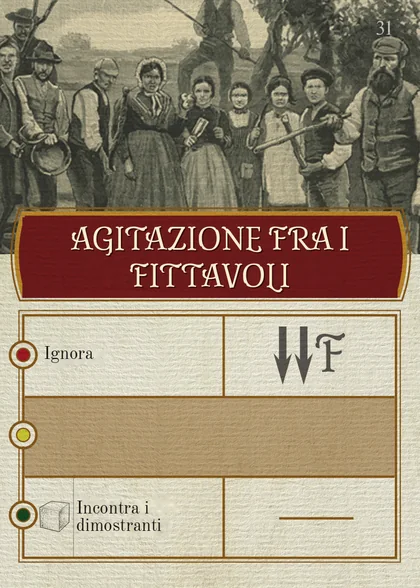 31
AGITAZIONE FRA I
FITTAVOLI
Ignora
F
Incontra i
dimostranti